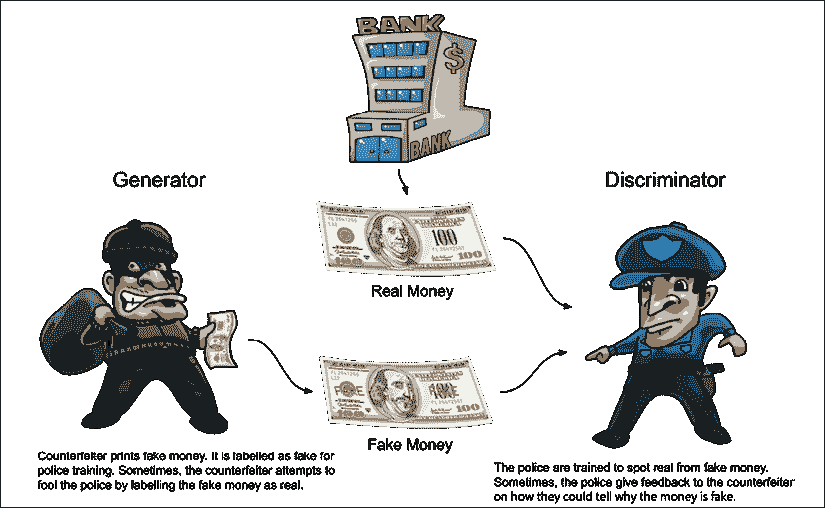 BANK
$
BANK
Generator
Discriminator
100
100
Real Money
100
Fake Money
Counterfeiter prints fake money. It is labelled as fake for
police training. Sometimes, the counterfeiter attempts to
fool the police by labelling the fake money as real.
The police are trained to spot real from fake money.
Sometimes, the police give feedback to the counterfeiter
on how they could tell why the money is fake.